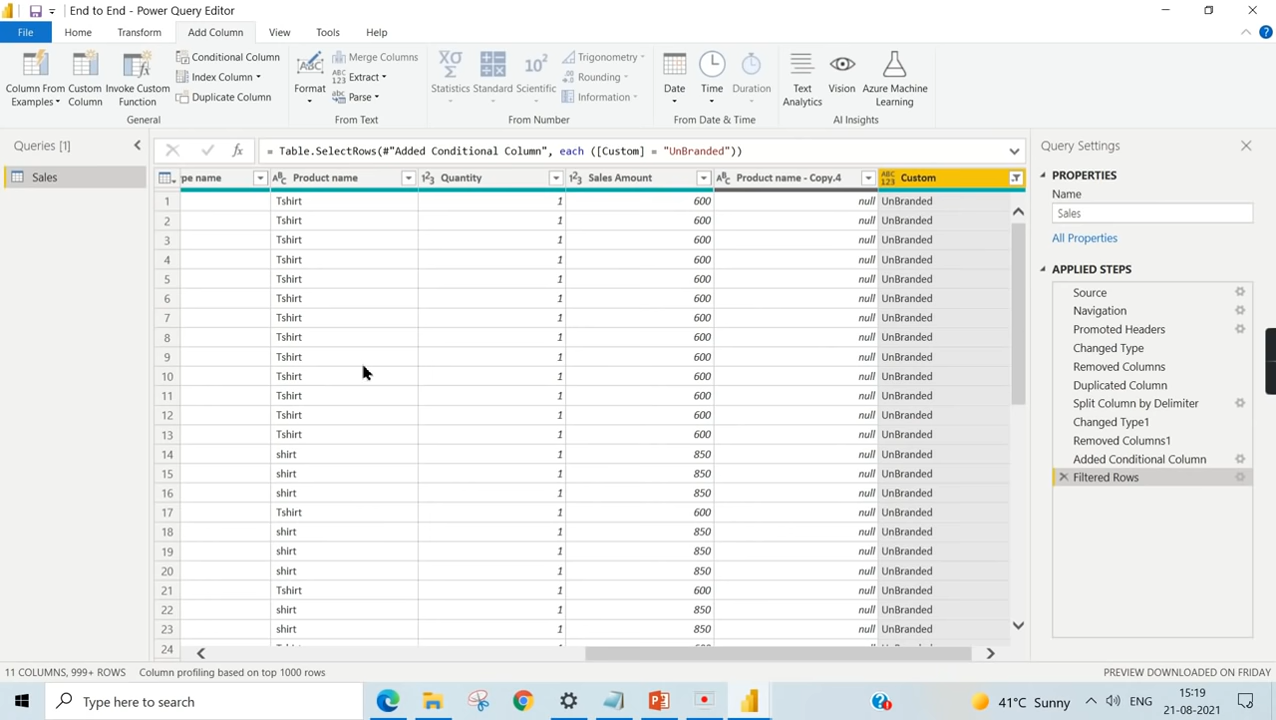 End to End - Power Query Editor
File Home Transform Add Column View Tools Help
Column From Examples
Custom Column
Invoke Custom Function
Conditional Column
Index Column
Duplicate Column
General
Format
Merge Columns
Extract
Parse
From Text
Statistics
Standard
Scientific
Trigonometry
Rounding
Information
From Number
Date
Time
Duration
From Date & Time
Text Analytics
Vision
Azure Machine Learning
AI Insights
Queries [1]
Sales
= Table.SelectRows(#"Added Conditional Column", each ([Custom] = "UnBranded"))
pe name Product name Quantity Sales Amount Product name - Copy.4 Custom
1 Tshirt 1 600 null UnBranded
2 Tshirt 1 600 null UnBranded
3 Tshirt 1 600 null UnBranded
4 Tshirt 1 600 null UnBranded
5 Tshirt 1 600 null UnBranded
6 Tshirt 1 600 null UnBranded
7 Tshirt 1 600 null UnBranded
8 Tshirt 1 600 null UnBranded
9 Tshirt 1 600 null UnBranded
10 Tshirt 1 600 null UnBranded
11 Tshirt 1 600 null UnBranded
12 Tshirt 1 600 null UnBranded
13 Tshirt 1 600 null UnBranded
14 shirt 1 850 null UnBranded
15 shirt 1 850 null UnBranded
16 shirt 1 850 null UnBranded
17 Tshirt 1 600 null UnBranded
18 shirt 1 850 null UnBranded
19 shirt 1 850 null UnBranded
20 shirt 1 850 null UnBranded
21 Tshirt 1 600 null UnBranded
22 shirt 1 850 null UnBranded
23 shirt 1 850 null UnBranded
24
Query Settings
PROPERTIES
Name
Sales
All Properties
APPLIED STEPS
Source
Navigation
Promoted Headers
Changed Type
Removed Columns
Duplicated Column
Split Column by Delimiter
Changed Type1
Removed Columns1
Added Conditional Column
Filtered Rows
11 COLUMNS, 999+ ROWS Column profiling based on top 1000 rows PREVIEW DOWNLOADED ON FRIDAY
Type here to search
41°C Sunny
ENG
15:19
21-08-2021